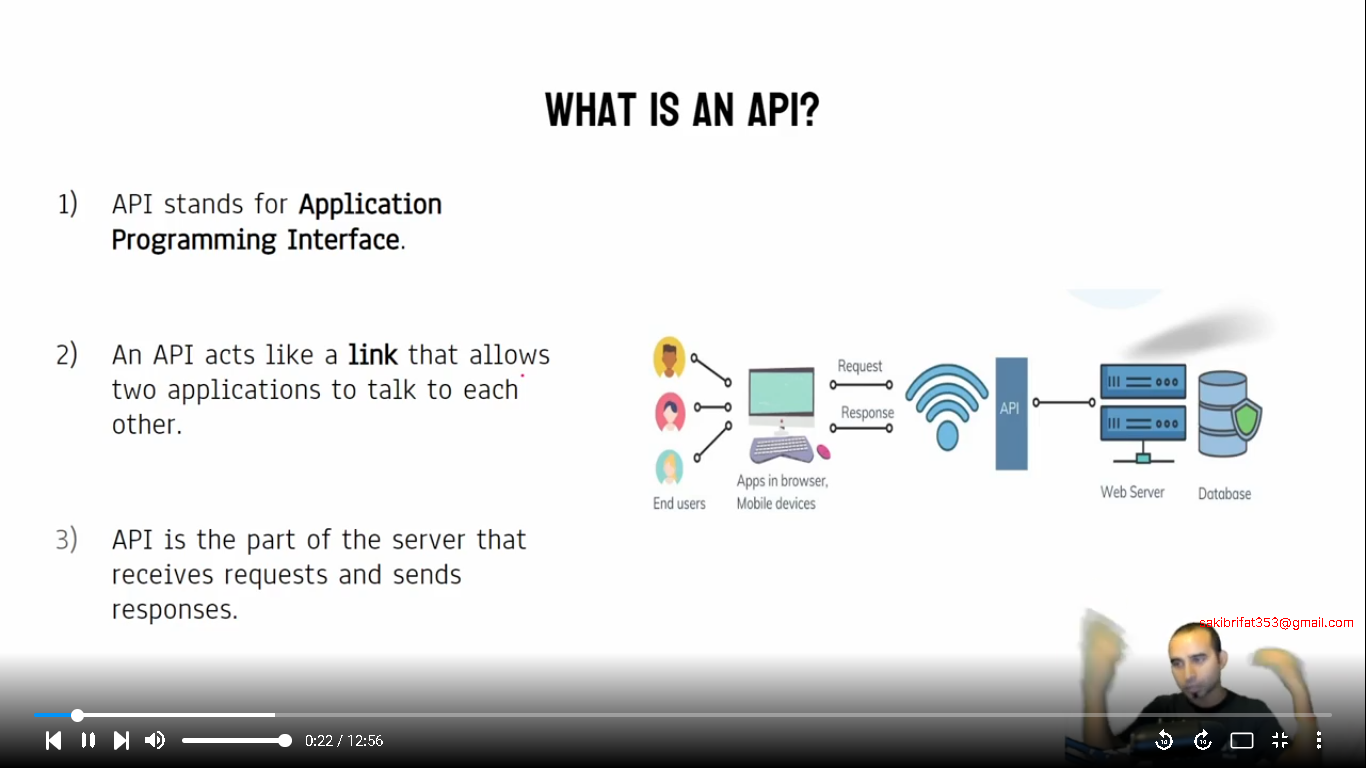 WHAT IS AN API?
1) API stands for Application
Programming Interface.
2) An API acts like a link that allows
two applications to talk to each
other.
3) API is the part of the server that
receives requests and sends
responses.
Request
Response
API
End users
Apps in browser,
Mobile devices
Web Server
Database
sakibrifat353@gmail.com
0:22 / 12:56
10
10